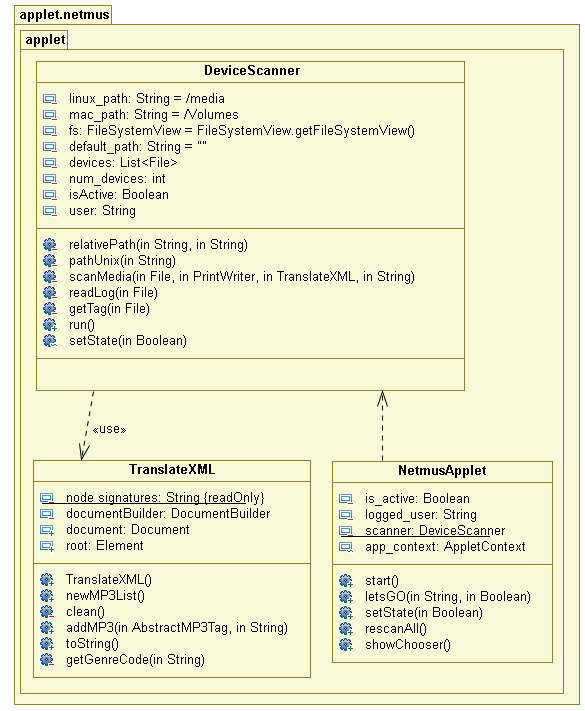 applet.netmus
applet
DeviceScanner
linux_path: String = /media
mac_path: String = /Volumes
fs: FileSystemView = FileSystemView.getFileSystemView()
default_path: String = ""
devices: List<File>
num_devices: int
isActive: Boolean
user: String
relativePath(in String, in String)
pathUnix(in String)
scanMedia(in File, in PrintWriter, in TranslateXML, in String)
readLog(in File)
getTag(in File)
run()
setState(in Boolean)
«use»
TranslateXML
node_signatures: String {readOnly}
documentBuilder: DocumentBuilder
document: Document
root: Element
TranslateXML()
newMP3List()
clean()
addMP3(in AbstractMP3Tag, in String)
toString()
getGenreCode(in String)
NetmusApplet
is_active: Boolean
logged_user: String
scanner: DeviceScanner
app_context: AppletContext
start()
letsGO(in String, in Boolean)
setState(in Boolean)
rescanAll()
showChooser()